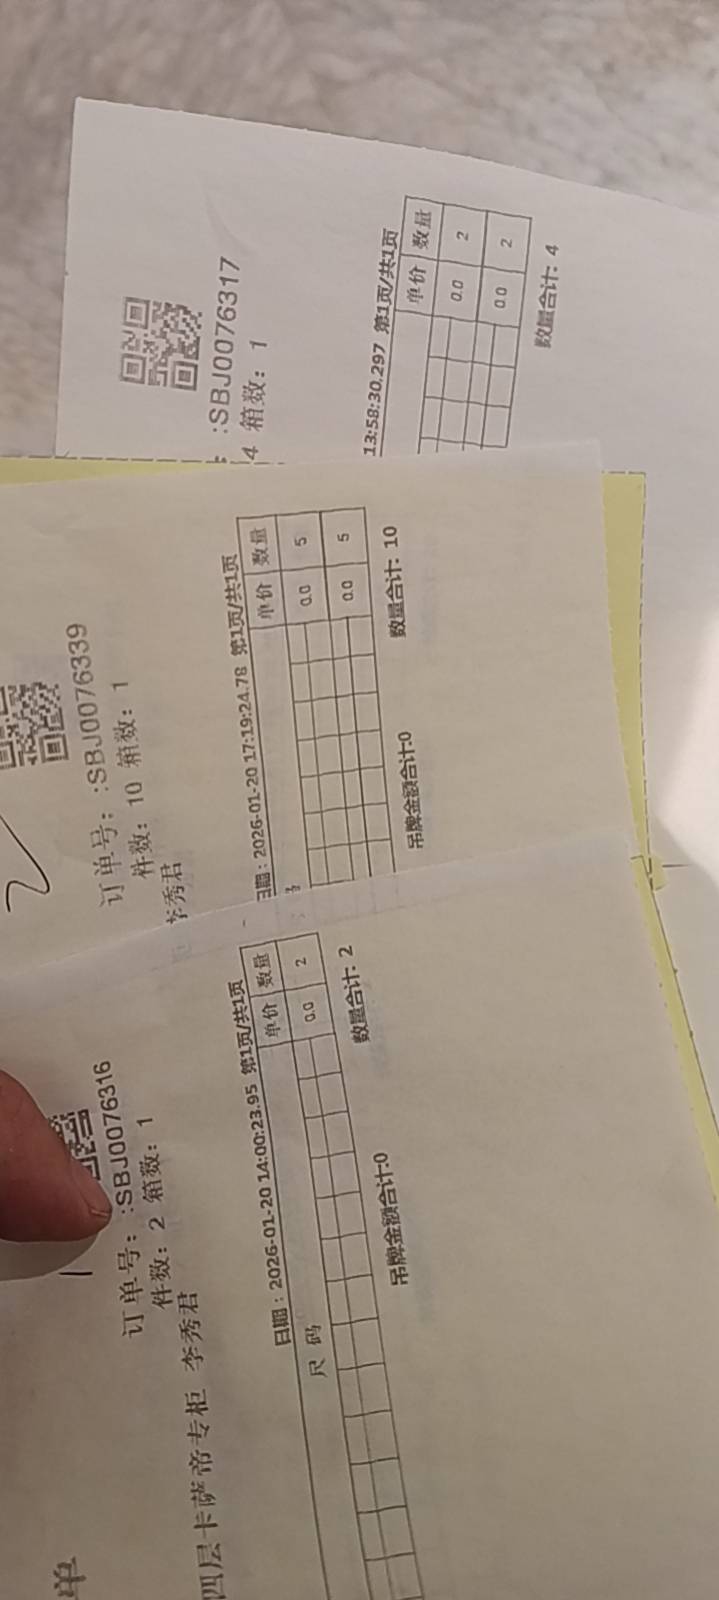 :SBJ0076317
4 箱数: 1
13:58:30.297 第1页/共1页
单价 数量
0.0 2
0.0 2
数量合计: 4
订单号: :SBJ0076339
件数: 10 箱数: 1
李秀君
日期: 2026-01-20 17:19:24.78 第1页/共1页
单价 数量
0.0 5
0.0 5
吊牌金额合计:0 数量合计: 10
单
订单号: :SBJ0076316
件数: 2 箱数: 1
四层卡萨帝专柜 李秀君
日期: 2026-01-20 14:00:23.95 第1页/共1页
尺码 单价 数量
0.0 2
吊牌金额合计:0 数量合计: 2